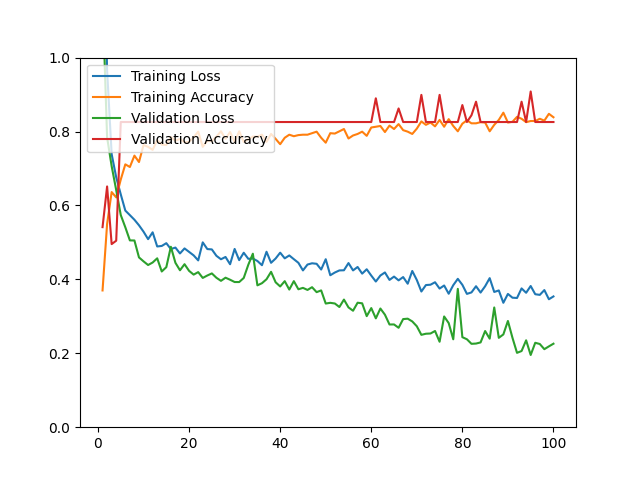 1.0
0.8
0.6
0.4
0.2
0.0
Training Loss
Training Accuracy
Validation Loss
Validation Accuracy
0 20 40 60 80 100